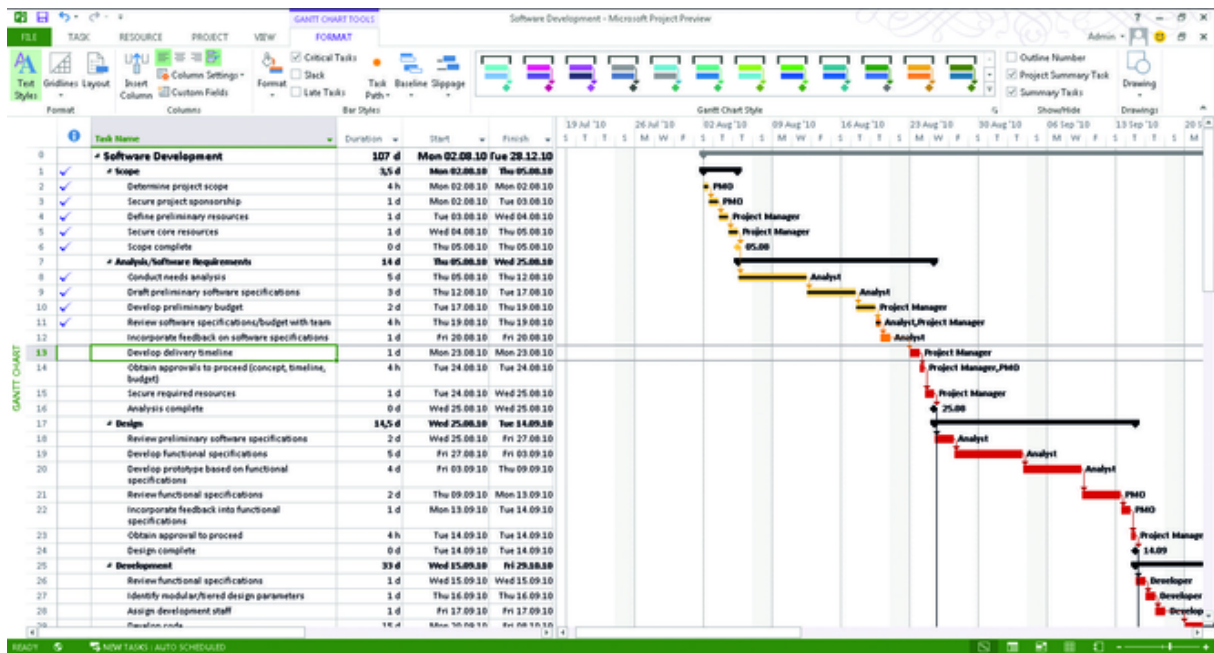 GANTT CHART TOOLS
Software Development - Microsoft Project Preview
FILE TASK RESOURCE PROJECT VIEW FORMAT Admin
Text Styles Gridlines Layout Insert Column Column Settings Custom Fields Format Critical Tasks Slack Late Tasks Task Path Baseline Slippage Outline Number Project Summary Task Summary Tasks Drawing
Format Columns Bar Styles Gantt Chart Style Show/Hide Drawings
19 Jul '10 26 Jul '10 02 Aug '10 09 Aug '10 16 Aug '10 23 Aug '10 30 Aug '10 06 Sep '10 13 Sep '10
Task Name Duration Start Finish S T T S M W F S T T S M W F S T T S M W F S T T S M
0 Software Development 107 d Mon 02.08.10 Tue 28.12.10
1 Scope 3,5 d Mon 02.08.10 Thu 05.08.10
2 Determine project scope 4 h Mon 02.08.10 Mon 02.08.10 PMO
3 Secure project sponsorship 1 d Mon 02.08.10 Tue 03.08.10 PMO
4 Define preliminary resources 1 d Tue 03.08.10 Wed 04.08.10 Project Manager
5 Secure core resources 1 d Wed 04.08.10 Thu 05.08.10 Project Manager
6 Scope complete 0 d Thu 05.08.10 Thu 05.08.10 05.08
7 Analysis/Software Requirements 14 d Thu 05.08.10 Wed 25.08.10
8 Conduct needs analysis 5 d Thu 05.08.10 Thu 12.08.10 Analyst
9 Draft preliminary software specifications 3 d Thu 12.08.10 Tue 17.08.10 Analyst
10 Develop preliminary budget 2 d Tue 17.08.10 Thu 19.08.10 Project Manager
11 Review software specifications/budget with team 4 h Thu 19.08.10 Thu 19.08.10 Analyst,Project Manager
12 Incorporate feedback on software specifications 1 d Fri 20.08.10 Fri 20.08.10 Analyst
13 Develop delivery timeline 1 d Mon 23.08.10 Mon 23.08.10 Project Manager
14 Obtain approvals to proceed (concept, timeline, 4 h Tue 24.08.10 Tue 24.08.10 Project Manager,PMO
budget)
15 Secure required resources 1 d Tue 24.08.10 Wed 25.08.10 Project Manager
16 Analysis complete 0 d Wed 25.08.10 Wed 25.08.10 25.08
17 Design 14,5 d Wed 25.08.10 Tue 14.09.10
18 Review preliminary software specifications 2 d Wed 25.08.10 Fri 27.08.10 Analyst
19 Develop functional specifications 5 d Fri 27.08.10 Fri 03.09.10 Analyst
20 Develop prototype based on functional 4 d Fri 03.09.10 Thu 09.09.10 Analyst
specifications
21 Review functional specifications 2 d Thu 09.09.10 Mon 13.09.10 PMO
22 Incorporate feedback into functional 1 d Mon 13.09.10 Tue 14.09.10 PMO
specifications
23 Obtain approval to proceed 4 h Tue 14.09.10 Tue 14.09.10 Project Manage
24 Design complete 0 d Tue 14.09.10 Tue 14.09.10 14.09
25 Development 33 d Wed 15.09.10 Fri 29.10.10
26 Review functional specifications 1 d Wed 15.09.10 Wed 15.09.10 Developer
27 Identify modular/tiered design parameters 1 d Thu 16.09.10 Thu 16.09.10 Developer
28 Assign development staff 1 d Fri 17.09.10 Fri 17.09.10 Develop
29 Develop code 15 d Mon 20.09.10 Fri 08.10.10
GANTT CHART
READY NEW TASKS : AUTO SCHEDULED